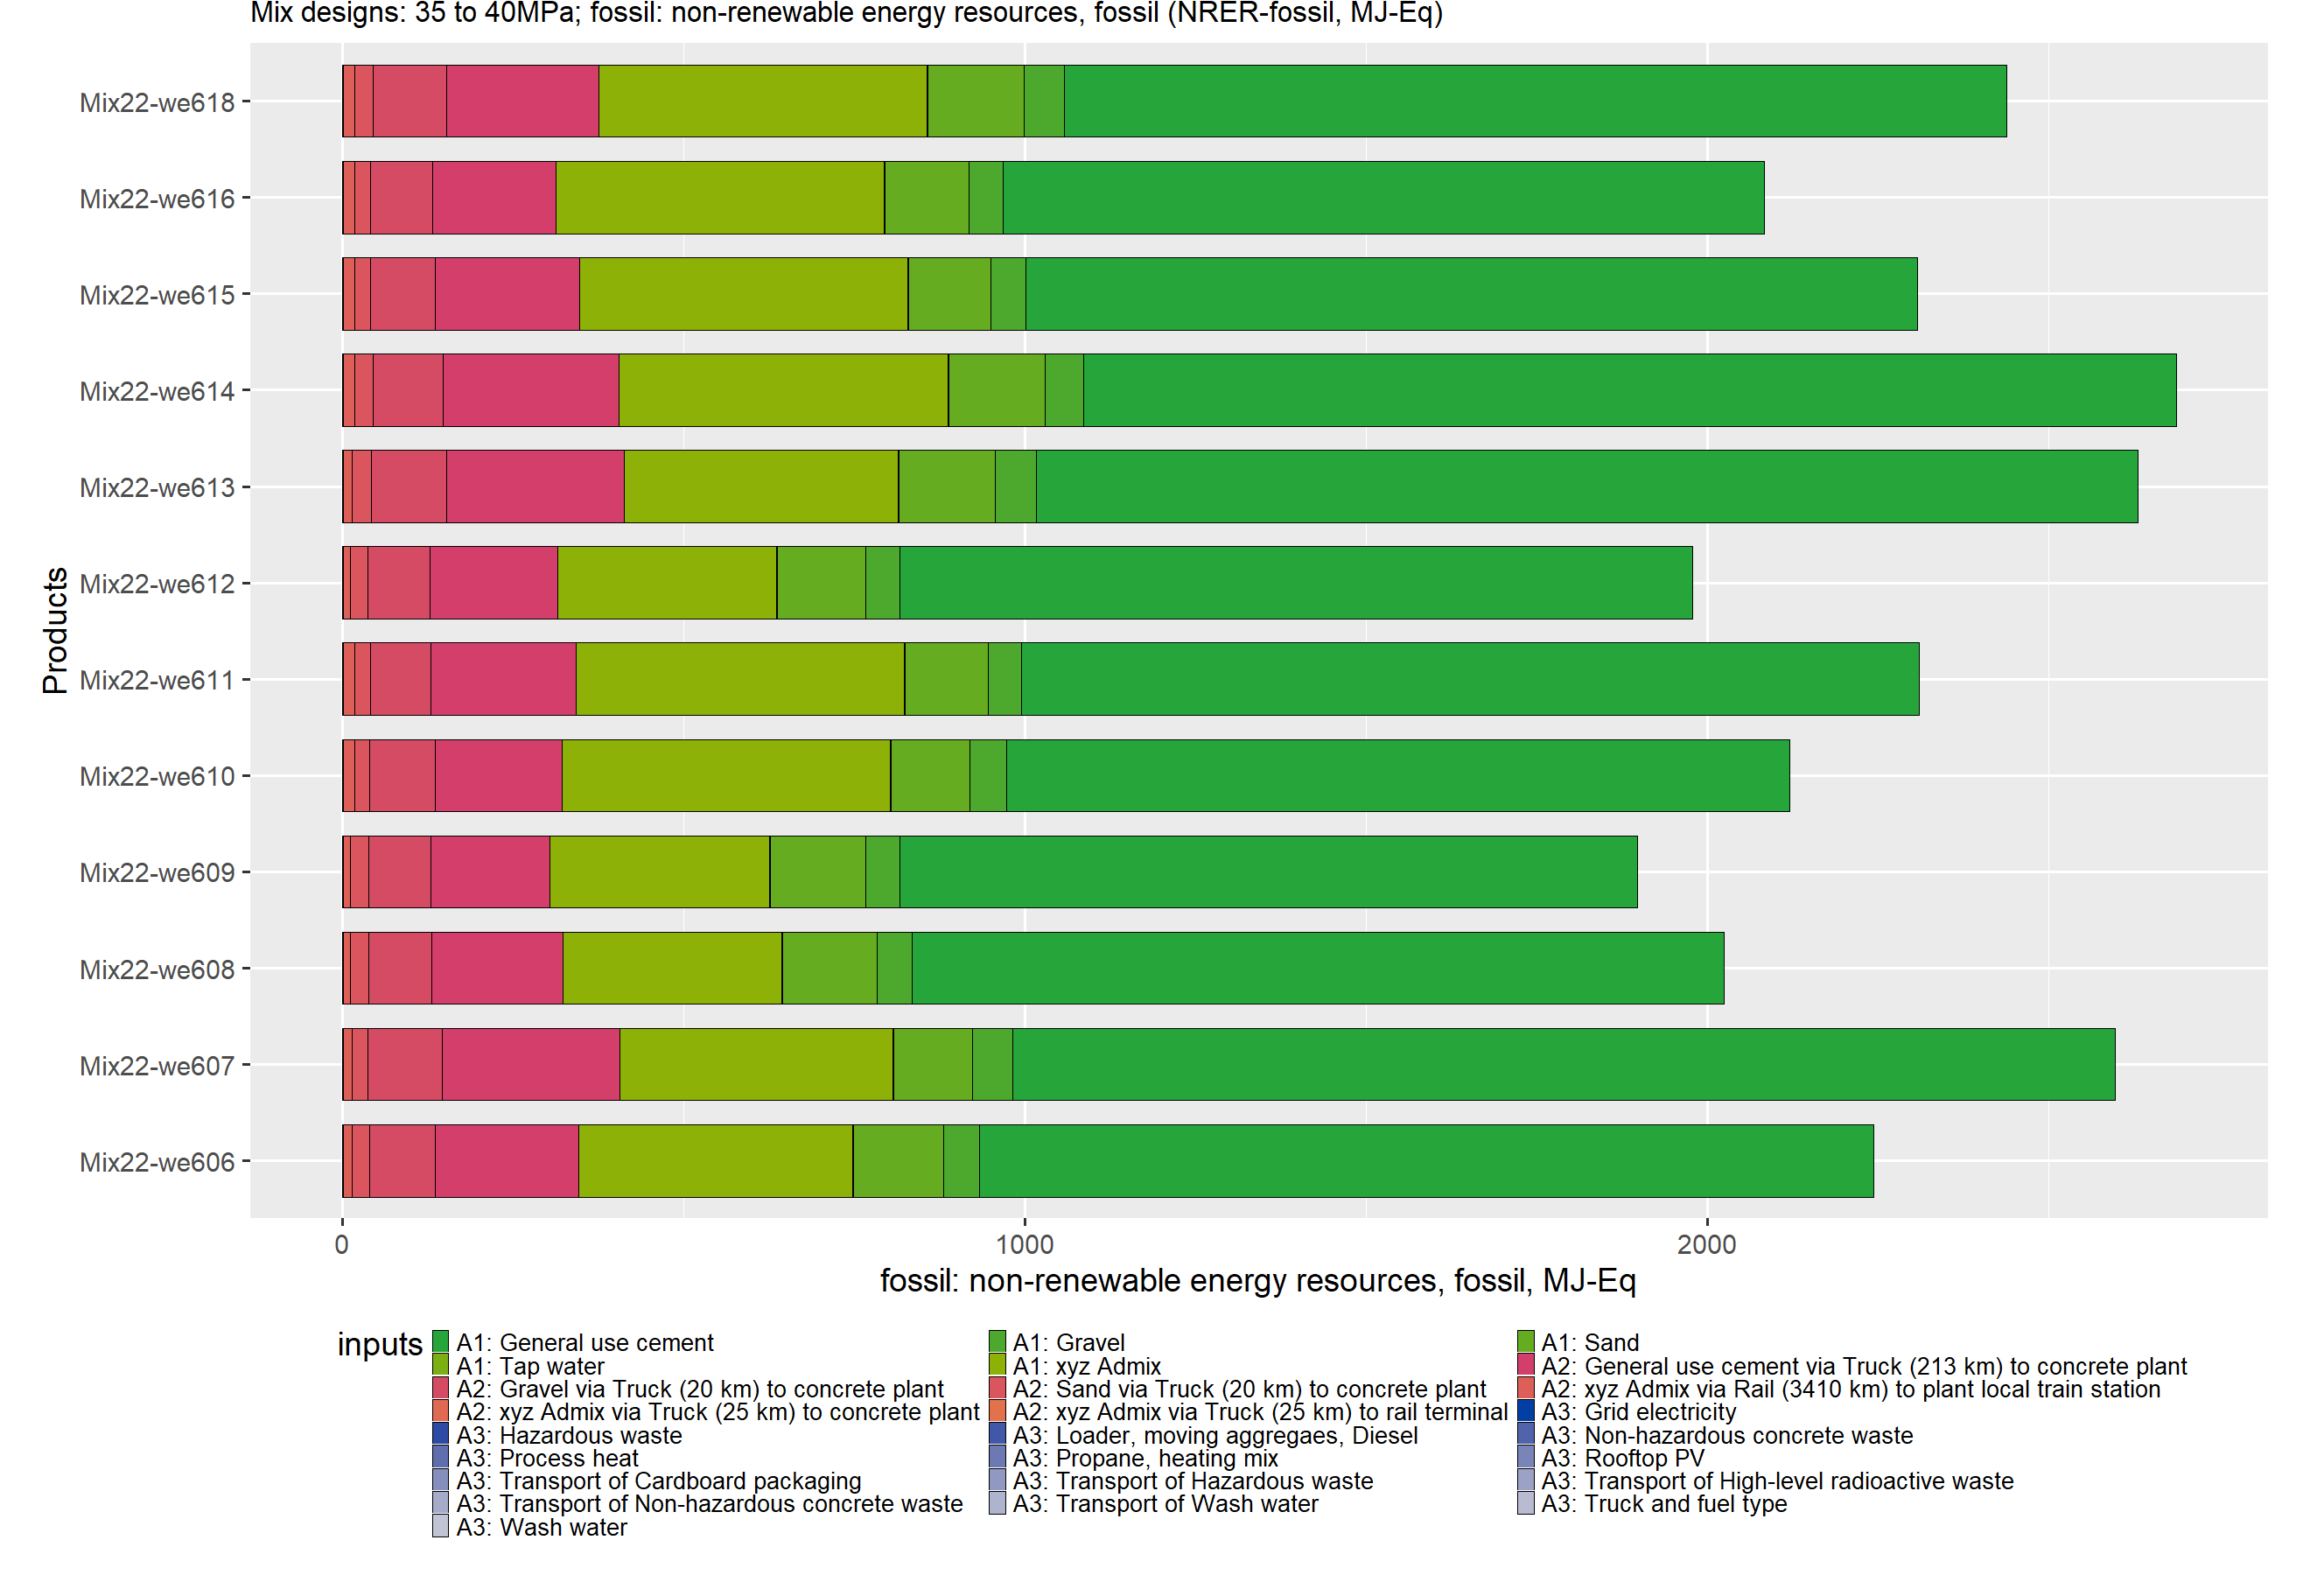 Mix designs: 35 to 40MPa; fossil: non-renewable energy resources, fossil (NRER-fossil, MJ-Eq)
Products
Mix22-we618
Mix22-we616
Mix22-we615
Mix22-we614
Mix22-we613
Mix22-we612
Mix22-we611
Mix22-we610
Mix22-we609
Mix22-we608
Mix22-we607
Mix22-we606
0 1000 2000
fossil: non-renewable energy resources, fossil, MJ-Eq
inputs
A1: General use cement A1: Gravel A1: Sand
A1: Tap water A1: xyz Admix A2: General use cement via Truck (213 km) to concrete plant
A2: Gravel via Truck (20 km) to concrete plant A2: Sand via Truck (20 km) to concrete plant A2: xyz Admix via Rail (3410 km) to plant local train station
A2: xyz Admix via Truck (25 km) to concrete plant A2: xyz Admix via Truck (25 km) to rail terminal A3: Grid electricity
A3: Hazardous waste A3: Loader, moving aggregaes, Diesel A3: Non-hazardous concrete waste
A3: Process heat A3: Propane, heating mix A3: Rooftop PV
A3: Transport of Cardboard packaging A3: Transport of Hazardous waste A3: Transport of High-level radioactive waste
A3: Transport of Non-hazardous concrete waste A3: Transport of Wash water A3: Truck and fuel type
A3: Wash water